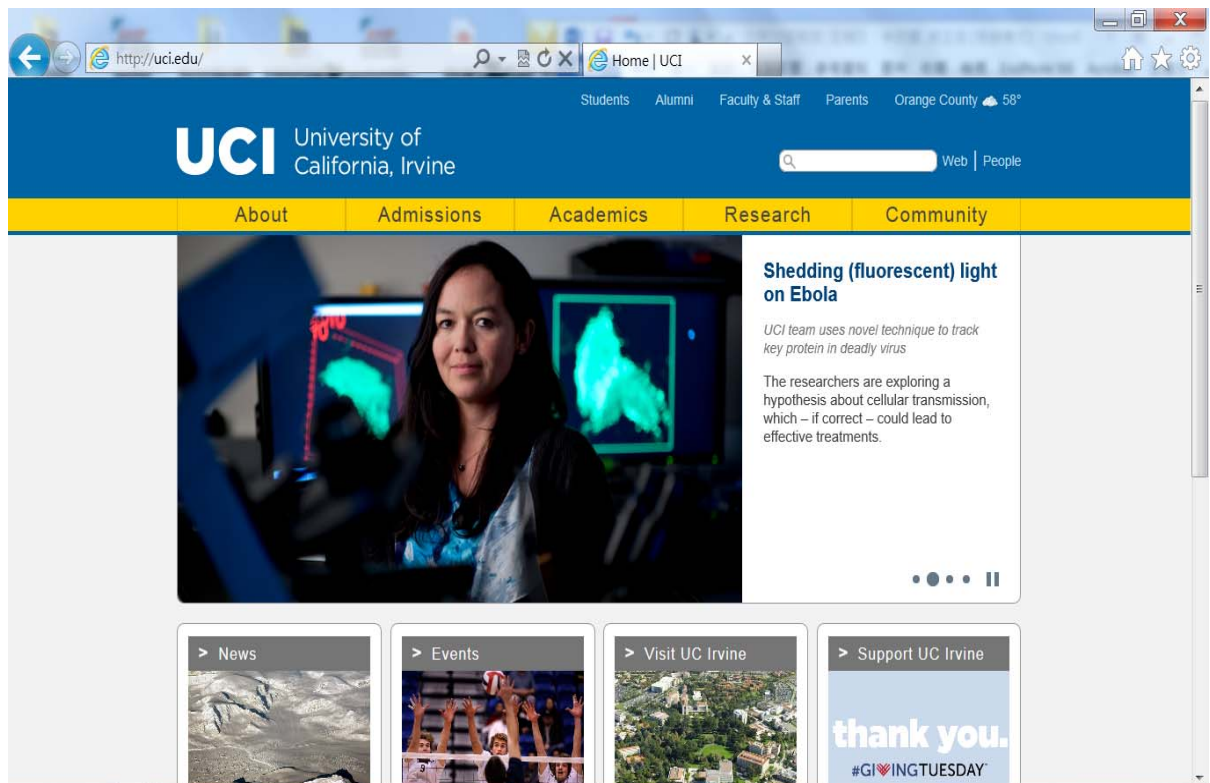 http://uci.edu/
Home | UCI
Students Alumni Faculty & Staff Parents Orange County 58°
UCI University of
California, Irvine
Web | People
About Admissions Academics Research Community
Shedding (fluorescent) light
on Ebola
UCI team uses novel technique to track
key protein in deadly virus
The researchers are exploring a
hypothesis about cellular transmission,
which – if correct – could lead to
effective treatments.
> News > Events > Visit UC Irvine > Support UC Irvine
thank you.
#GIVINGTUESDAY